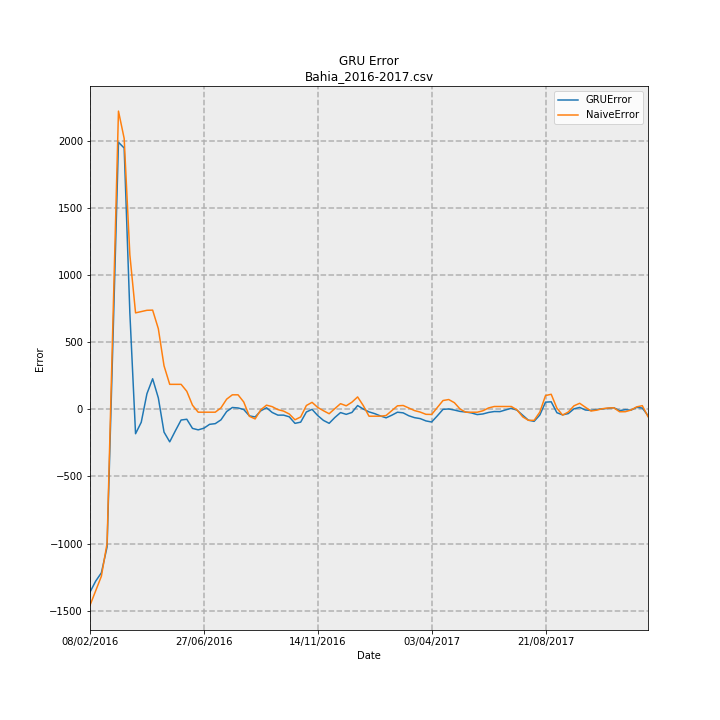 GRU Error
Bahia_2016-2017.csv
GRUError
NaiveError
2000
1500
1000
500
0
−500
−1000
−1500
Error
08/02/2016 27/06/2016 14/11/2016 03/04/2017 21/08/2017
Date